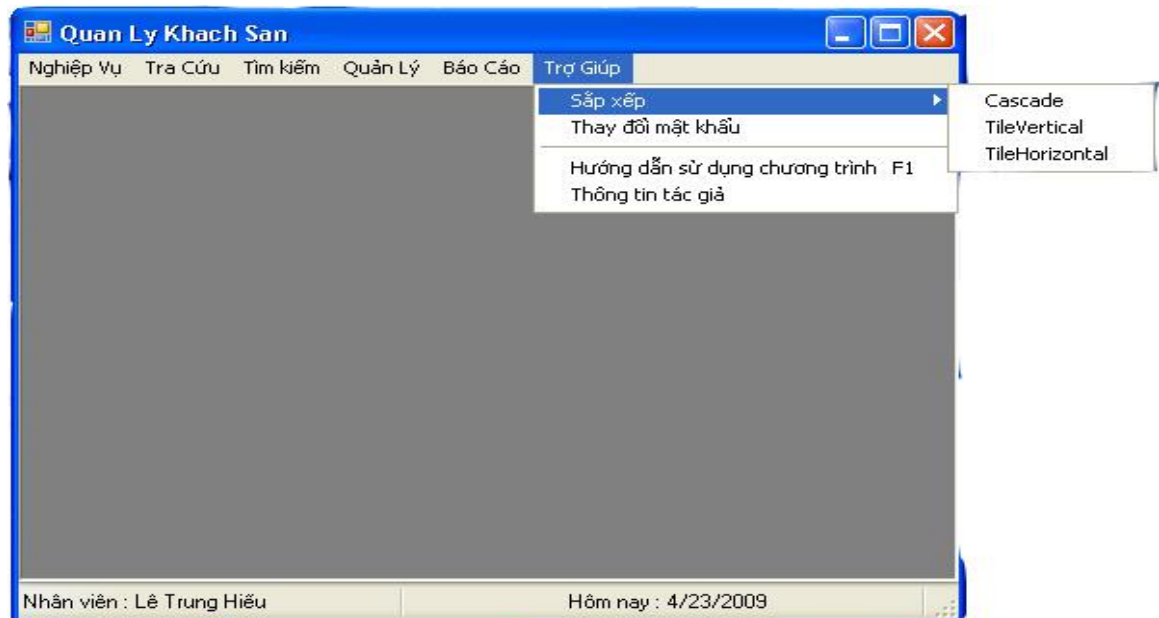 Quan Ly Khach San
Nghiệp Vụ Tra Cứu Tìm kiếm Quản Lý Báo Cáo Trợ Giúp
Sắp xếp
Cascade
Thay đổi mật khẩu
TileVertical
TileHorizontal
Hướng dẫn sử dụng chương trình F1
Thông tin tác giả
Nhân viên : Lê Trung Hiếu
Hôm nay : 4/23/2009